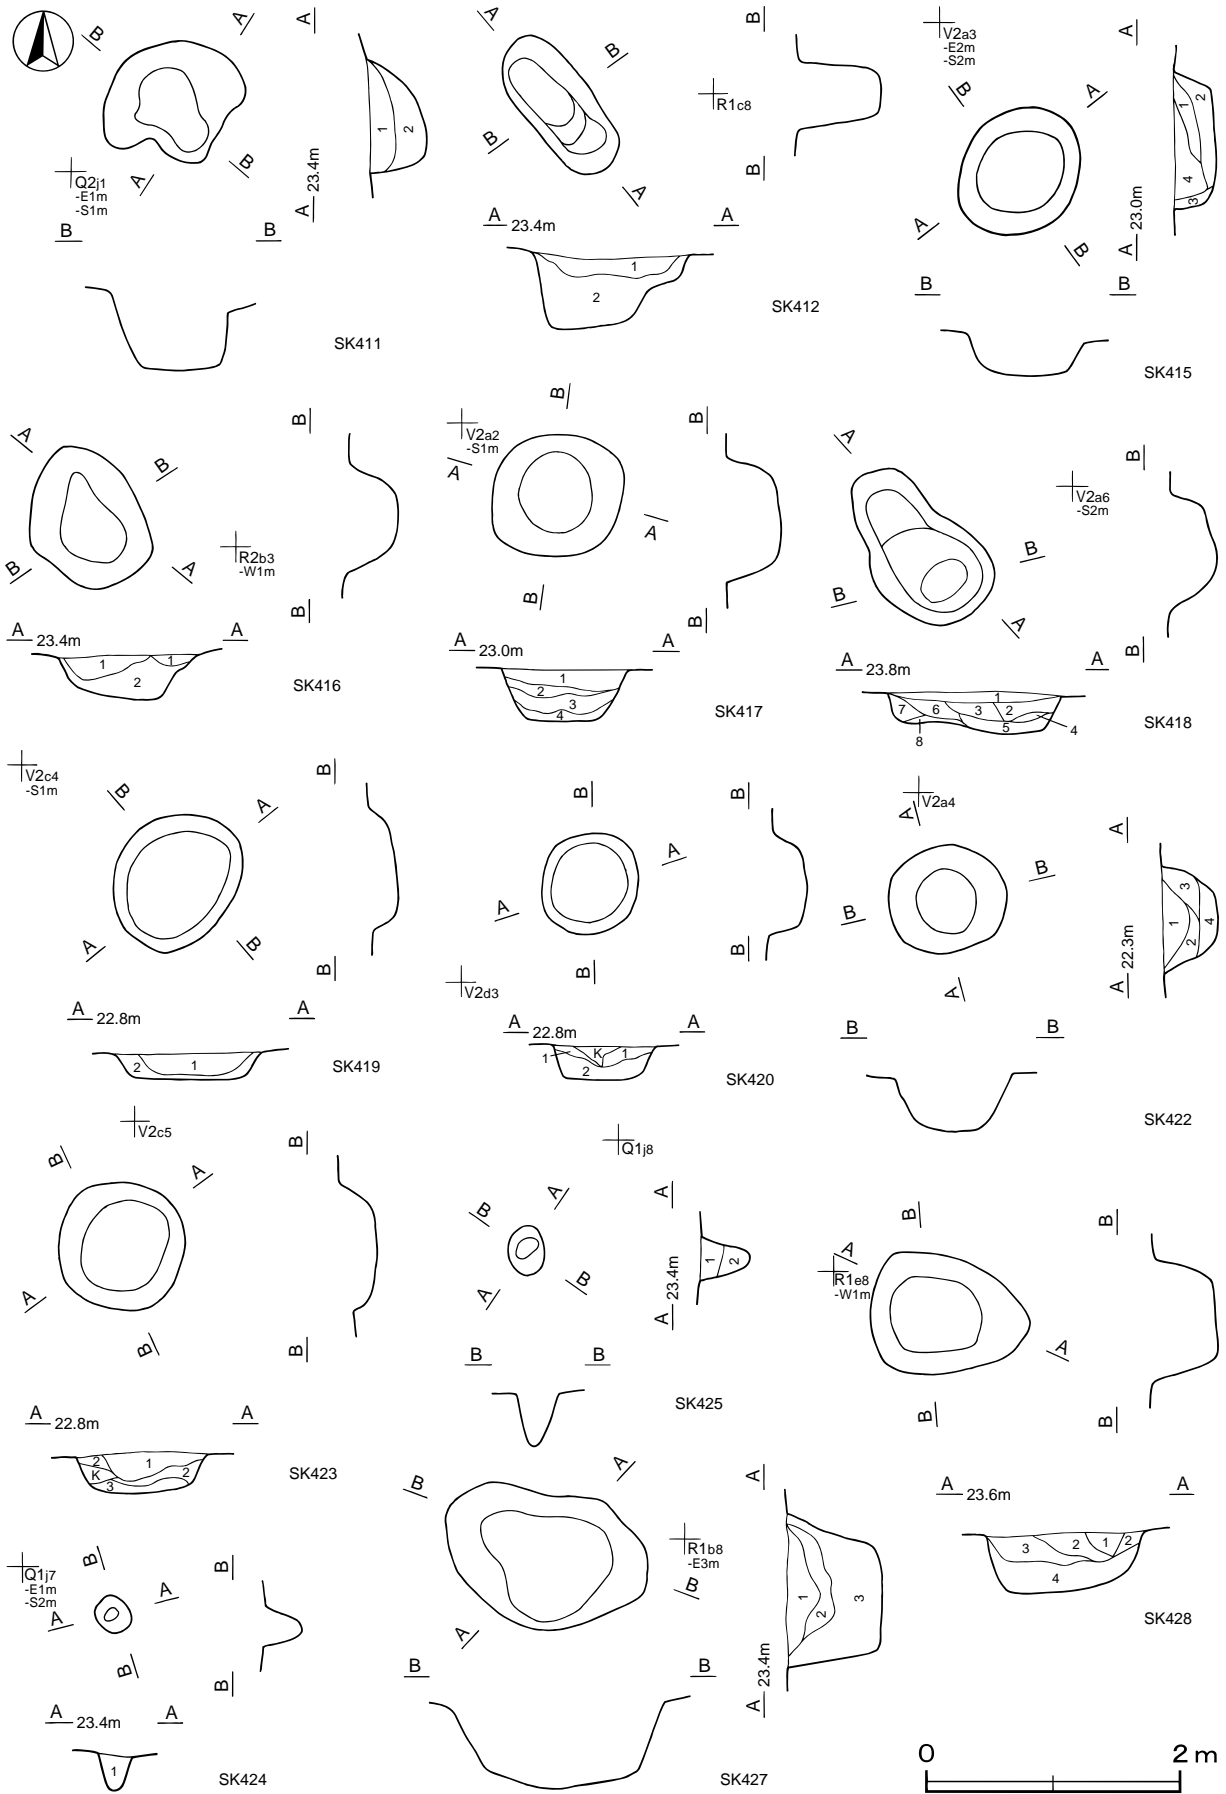 A
B
A
B
Q2j1
-E1m
-S1m
B
B
A
1
2
A 23.4m
SK411
A
B
B
A
R1c8
B
B
A 23.4m
A
1
2
SK412
V2a3
-E2m
-S2m
B
A
A
B
A
1
2
4
3
A 23.0m
B
B
SK415
A
B
B
A
R2b3
-W1m
B
B
A 23.4m
A
1
1
2
SK416
B
V2a2
-S1m
A
A
B
B
B
A 23.0m
A
1
2
3
4
SK417
A
V2a6
-S2m
B
B
A
B
B
A 23.8m
A
1
7
6
3
2
5
4
8
SK418
V2c4
-S1m
B
A
A
B
B
B
A 22.8m
A
2
1
SK419
B
A
A
B
V2d3
B
B
A 22.8m
A
1
K
1
2
SK420
V2a4
A
B
B
A
A
3
1
2
4
A 22.3m
B
B
SK422
V2c5
B
A
A
B
B
B
A 22.8m
A
2
1
K
2
3
SK423
Q1j8
B
A
A
B
A
1
2
A 23.4m
B
B
SK425
B
A
R1e8
-W1m
A
B
B
B
A 23.6m
A
3
2
1
2
4
SK428
Q1j7
-E1m
-S2m
B
A
A
B
B
B
A 23.4m
A
1
SK424
B
A
R1b8
-E3m
B
A
A
1
2
3
A 23.4m
B
B
SK427
0
2 m